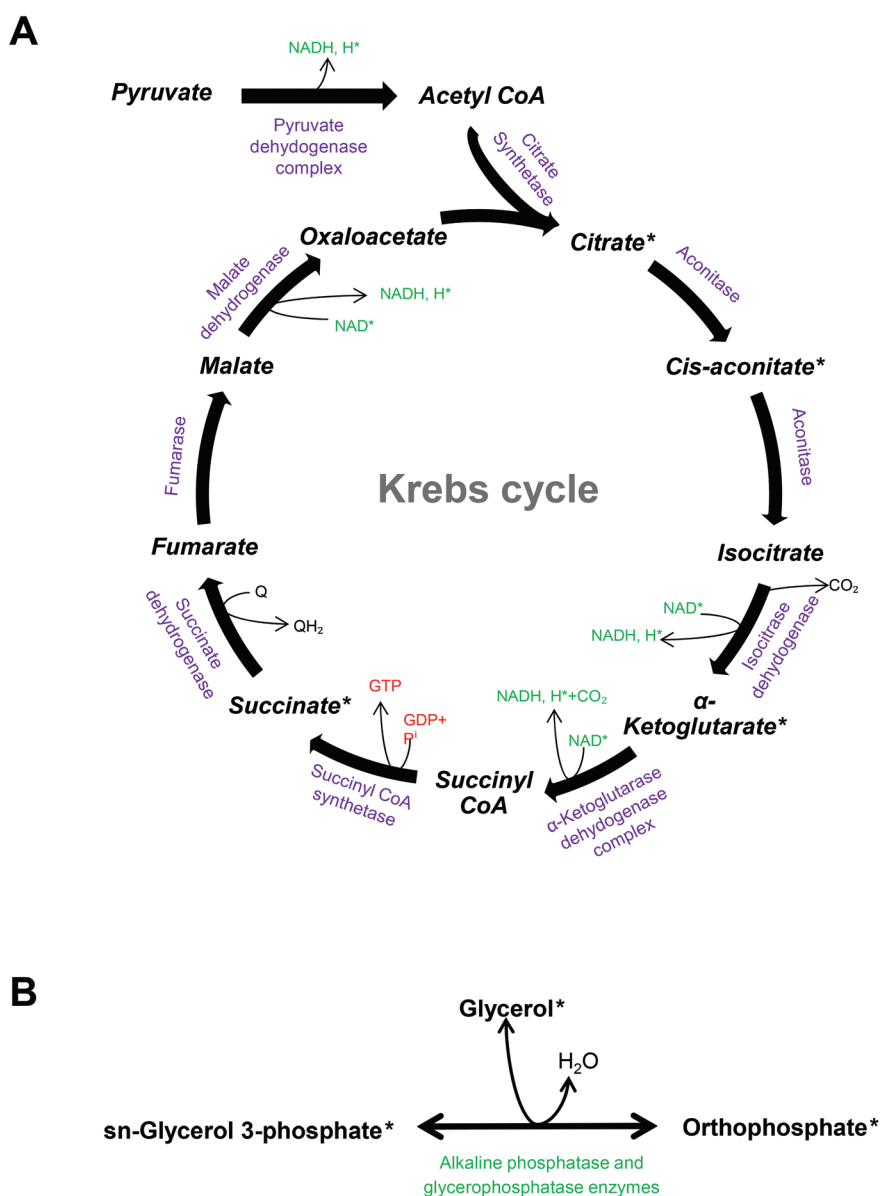 A
NADH, H*
Pyruvate
Acetyl CoA
Pyruvate
dehydogenase
complex
Citrate
Synthetase
Oxaloacetate
Citrate*
Malate
dehydrogenase
Aconitase
NADH, H*
NAD*
Malate
Cis-aconitate*
Fumarase
Aconitase
Krebs cycle
Fumarate
Isocitrate
CO₂
Q
QH₂
NAD*
NADH, H*
Isocitrase
dehydogenase
Succinate
dehydrogenase
GTP
NADH, H*+CO₂
Succinate*
α-
Ketoglutarate*
GDP+
Pⁱ
NAD*
Succinyl
CoA
Succinyl CoA
synthetase
α-Ketoglutarase
dehydogenase
complex
B
Glycerol*
H₂O
sn-Glycerol 3-phosphate*
Orthophosphate*
Alkaline phosphatase and
glycerophosphatase enzymes